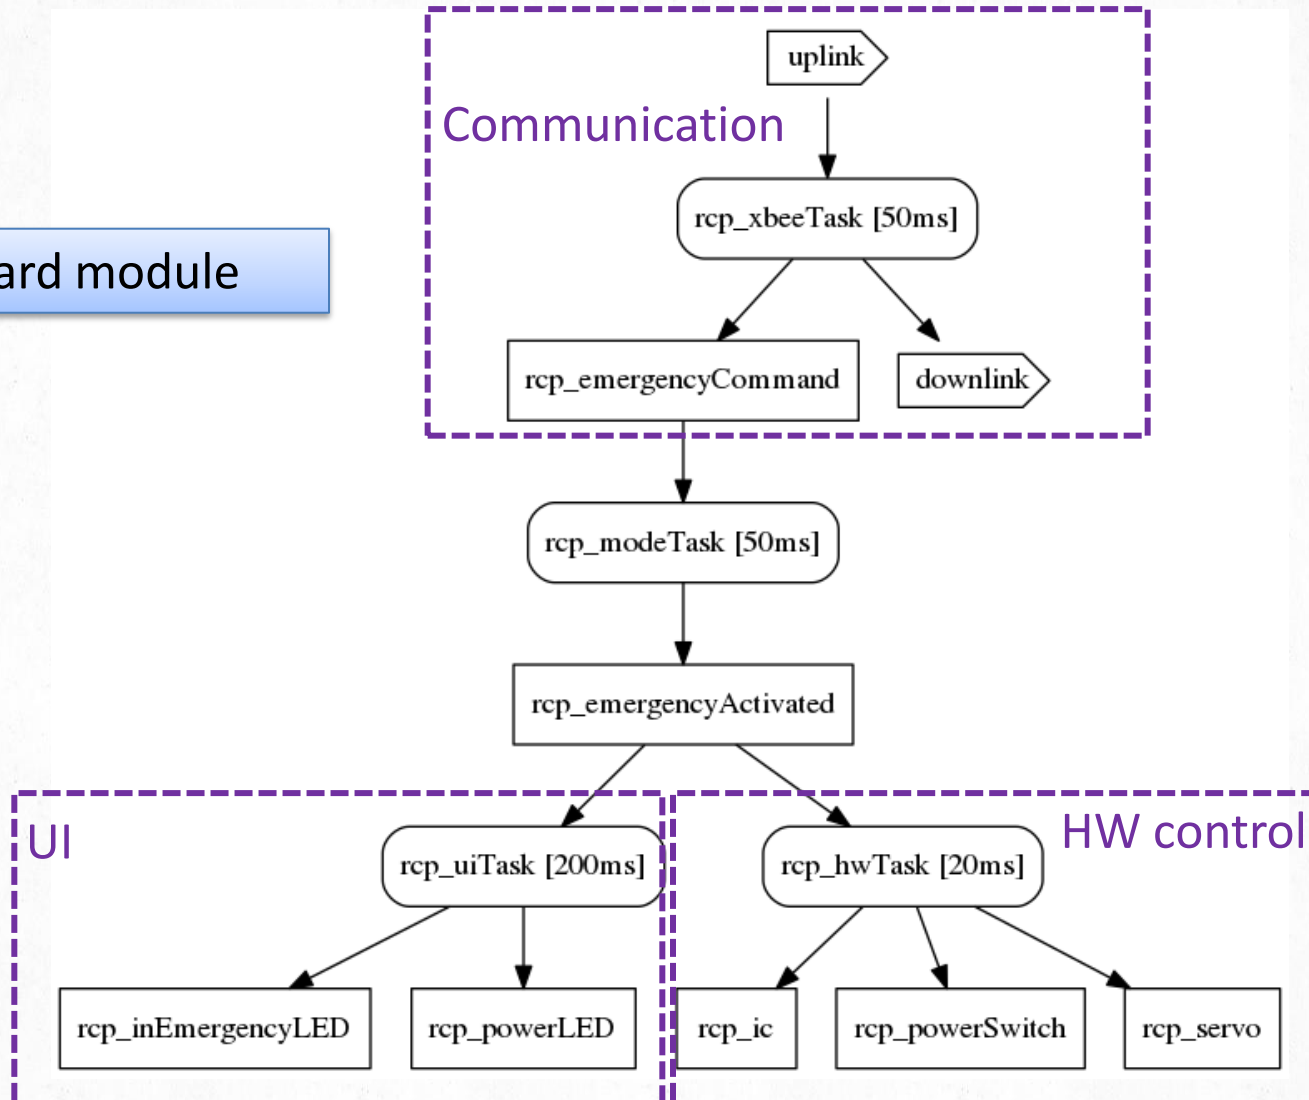 uplink
Communication
rcp_xbeeTask [50ms]
ard module
rcp_emergencyCommand
downlink
rcp_modeTask [50ms]
rcp_emergencyActivated
UI
HW control
rcp_uiTask [200ms]
rcp_hwTask [20ms]
rcp_inEmergencyLED
rcp_powerLED
rcp_ic
rcp_powerSwitch
rcp_servo